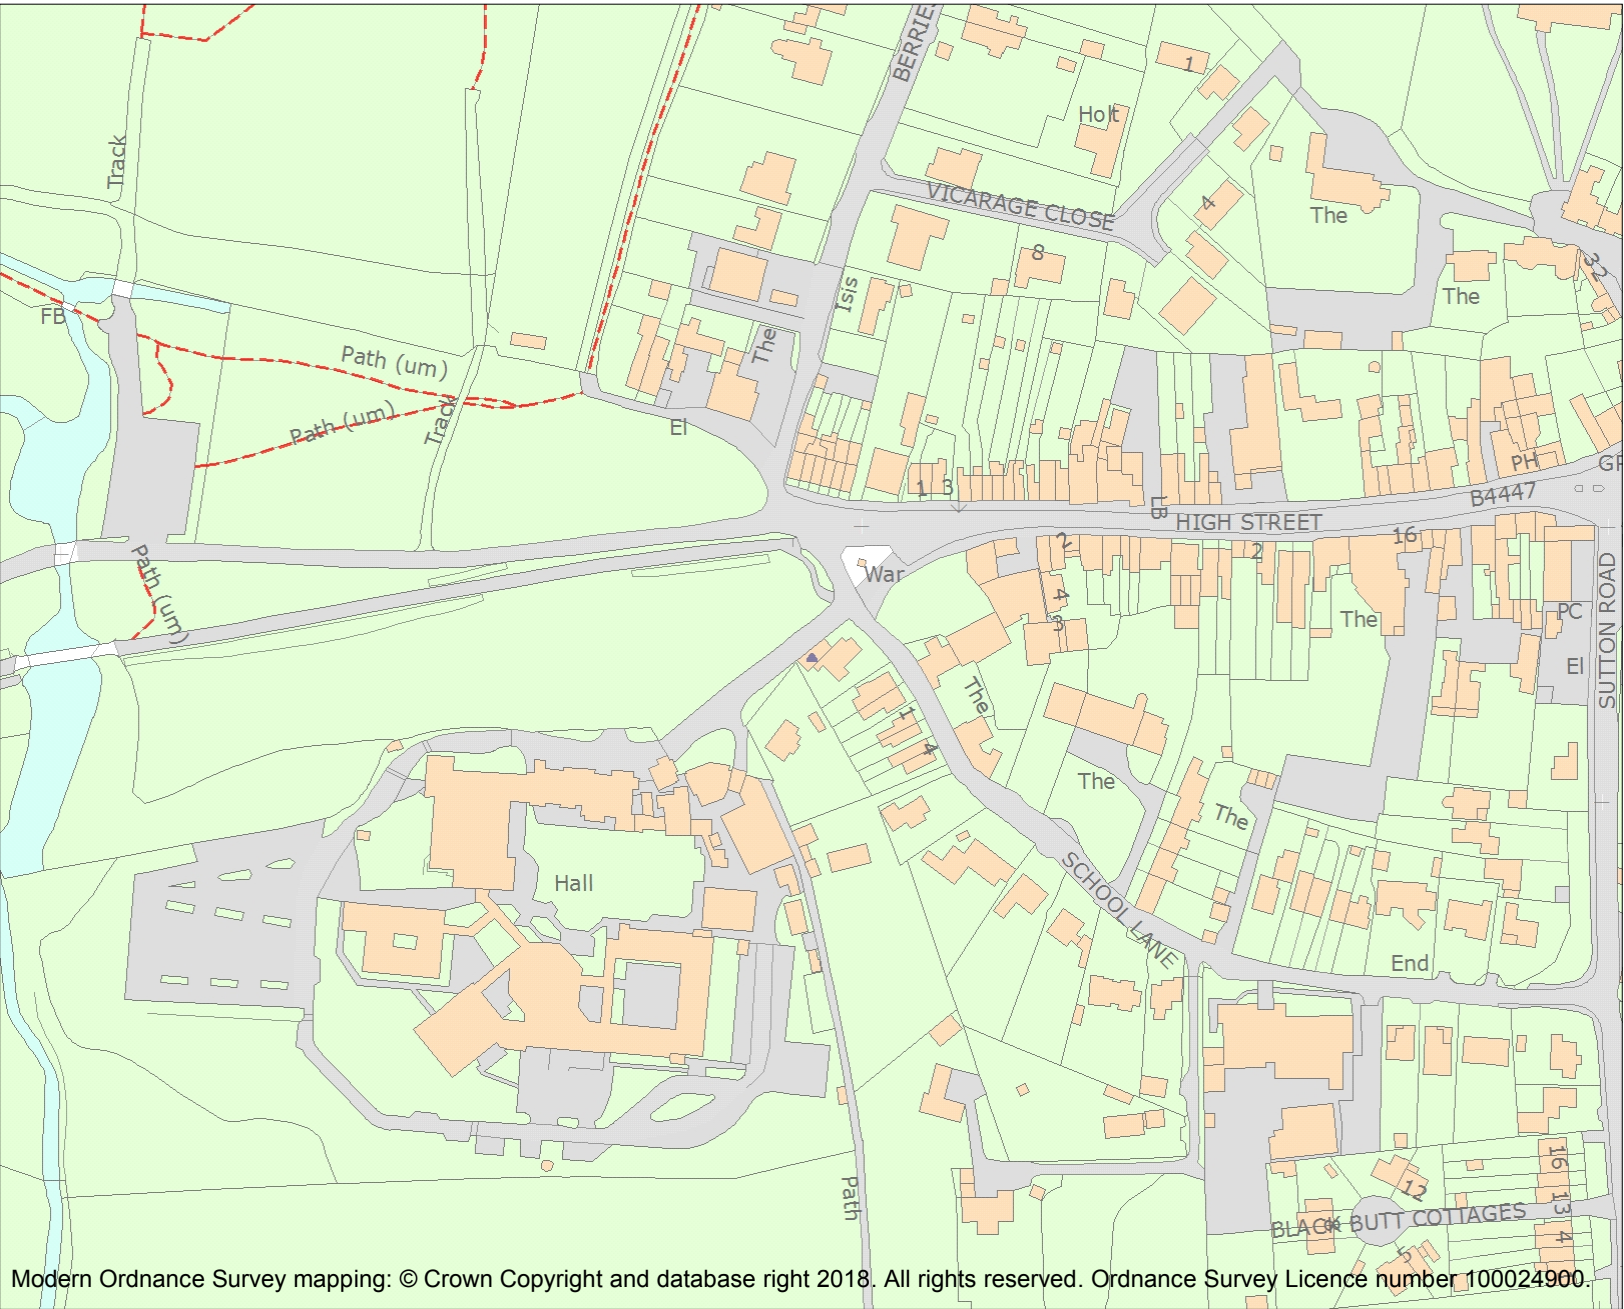 BERRIES
1
Holt
Track
VICARAGE CLOSE
4
The
8
32
The
Isis
FB
The
Path (um)
Path (um)
Track
El
1 3
LB
HIGH STREET
PH
B4447
2
2
16
War
Path (um)
4
3
The
PC
El
SUTTON ROAD
The
1
4
The
The
Hall
SCHOOL LANE
End
Path
16
12
13
BLACK BUTT COTTAGES
4
5
Modern Ordnance Survey mapping: © Crown Copyright and database right 2018. All rights reserved. Ordnance Survey Licence number 100024900.